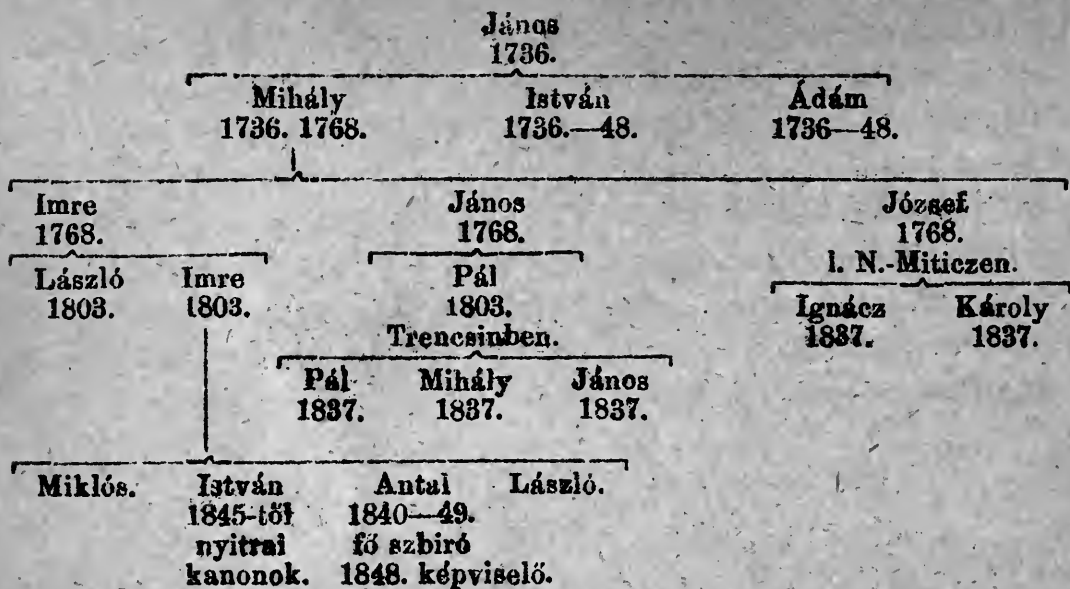 János
1736.
Mihály István Ádám
1736. 1768. 1736.—48. 1736—48.
Imre János József
1768. 1768. 1768.
l. N.-Miticzen.
László Imre Pál
1803. 1803. 1803.
Trencsinben.
Ignácz Károly
1837. 1837.
Pál Mihály János
1837. 1837. 1837.
Miklós. István Antal László.
1845-től 1840—49.
nyitrai fő szbiró
kanonok. 1848. képviselő.